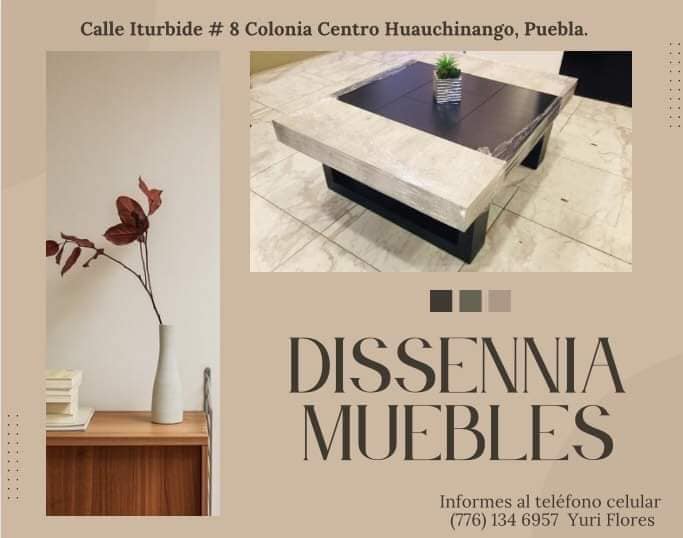 Calle Iturbide # 8 Colonia Centro Huauchinango, Puebla.
DISSENNIA
MUEBLES
Informes al teléfono celular
(776) 134 6957 Yuri Flores